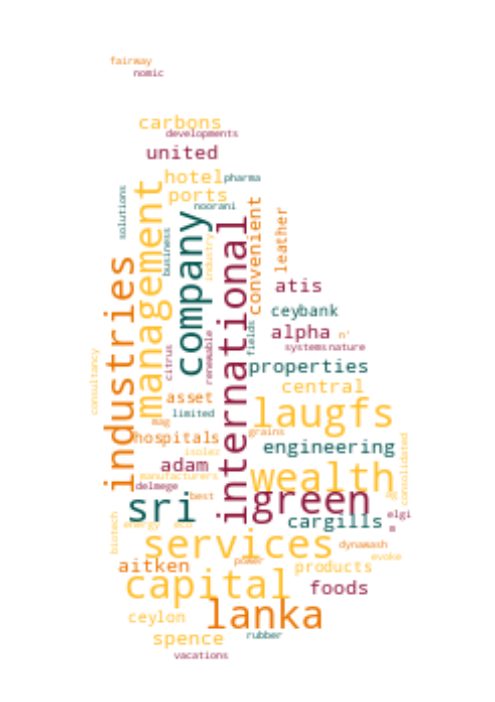 fairway
nomic
carbons
developments
united
hotel
pharma
ports
solutions
noorani
management
company
business
industry
international
convenient
leather
industries
atis
ceybank
alpha
n'
fields
systems
nature
citrus
renewable
properties
consultancy
central
asset
limited
laugfs
mag
grains
hospitals
engineering
isolez
adam
manufacturers
wealth
consolidated
delmege
best
green
sri
cargills
elgi
m
biotech
energy
eco
services
dynawash
evoke
aitken
power
products
capital
foods
lanka
ceylon
spence
rubber
vacations